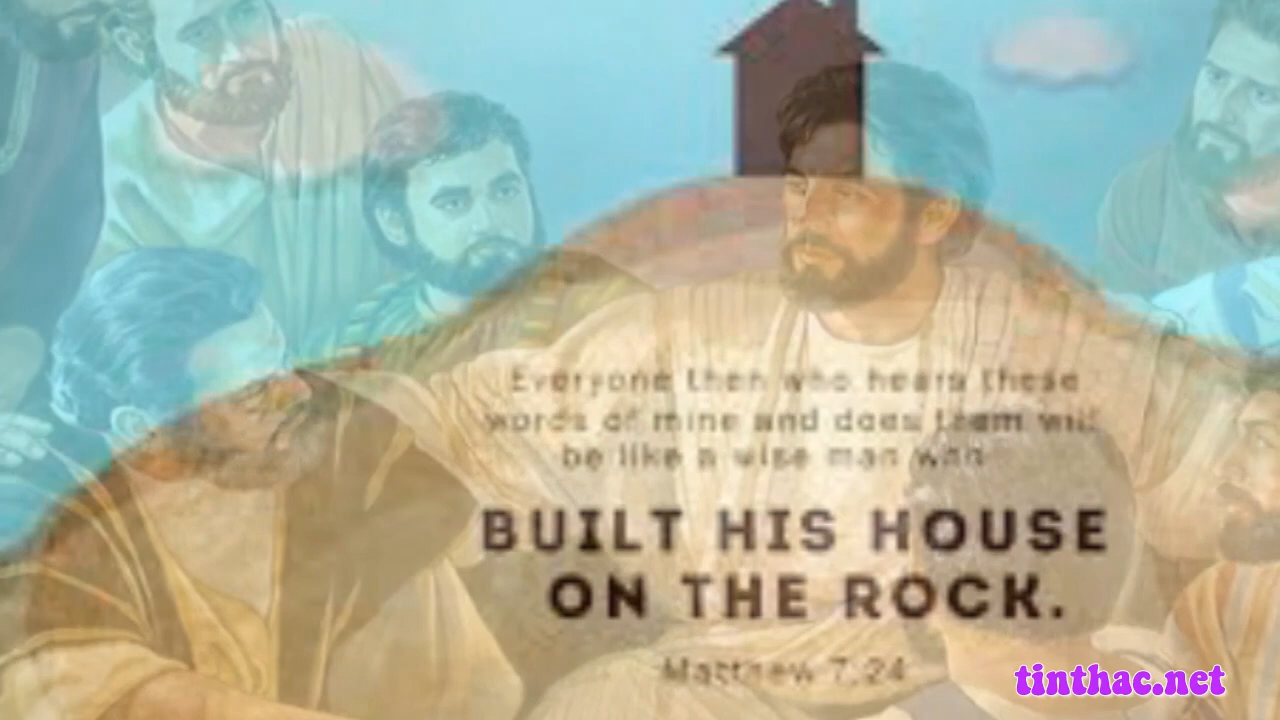 Everyone then who hears these
words of mine and does them will
be like a wise man who
BUILT HIS HOUSE
ON THE ROCK.
Matthew 7:24
tinthac.net